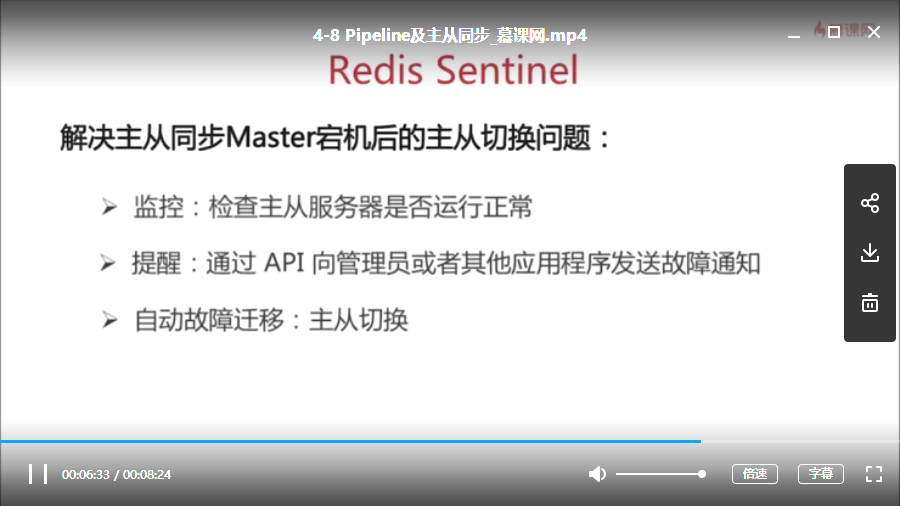 4-8 Pipeline及主从同步_慕课网.mp4
Redis Sentinel
解决主从同步Master宕机后的主从切换问题：
➢ 监控：检查主从服务器是否运行正常
➢ 提醒：通过 API 向管理员或者其他应用程序发送故障通知
➢ 自动故障迁移：主从切换
00:06:33 / 00:08:24
倍速
字幕